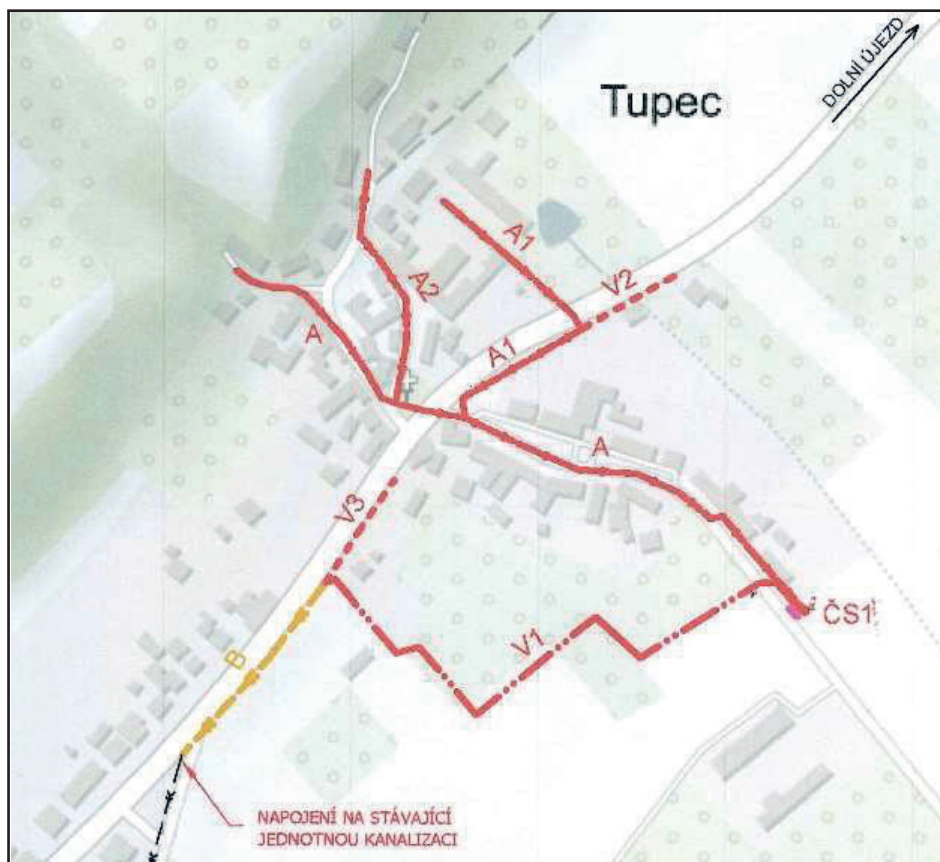 Tupec
DOLNÍ ÚJEZD
A1
A2
V2
A
A1
A
V3
ČS1
V1
B
NAPOJENÍ NA STÁVAJÍCÍ
JEDNOTNOU KANALIZACI